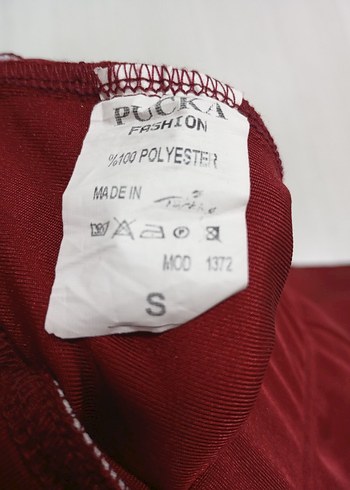 PUCKA
FASHION
%100 POLYESTER
MADE IN
MOD 1372
S